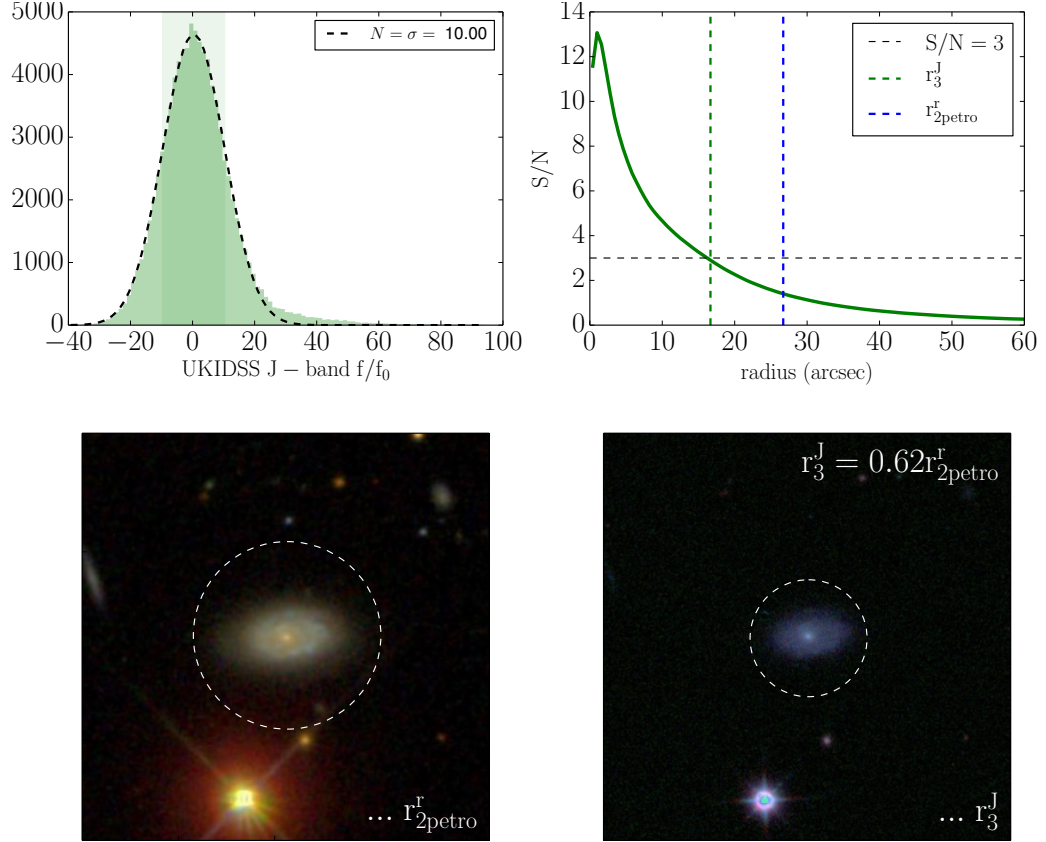 5000
4000
3000
2000
1000
0
−40 −20 0 20 40 60 80 100
UKIDSS J − band f/f₀
N = σ = 10.00
14
12
10
8
6
4
2
0
S/N
0 10 20 30 40 50 60
radius (arcsec)
S/N = 3
r₃ᴶ
r₂ₚₑₜᵣₒʳ
... r₂ₚₑₜᵣₒʳ
r₃ᴶ = 0.62r₂ₚₑₜᵣₒʳ
... r₃ᴶ